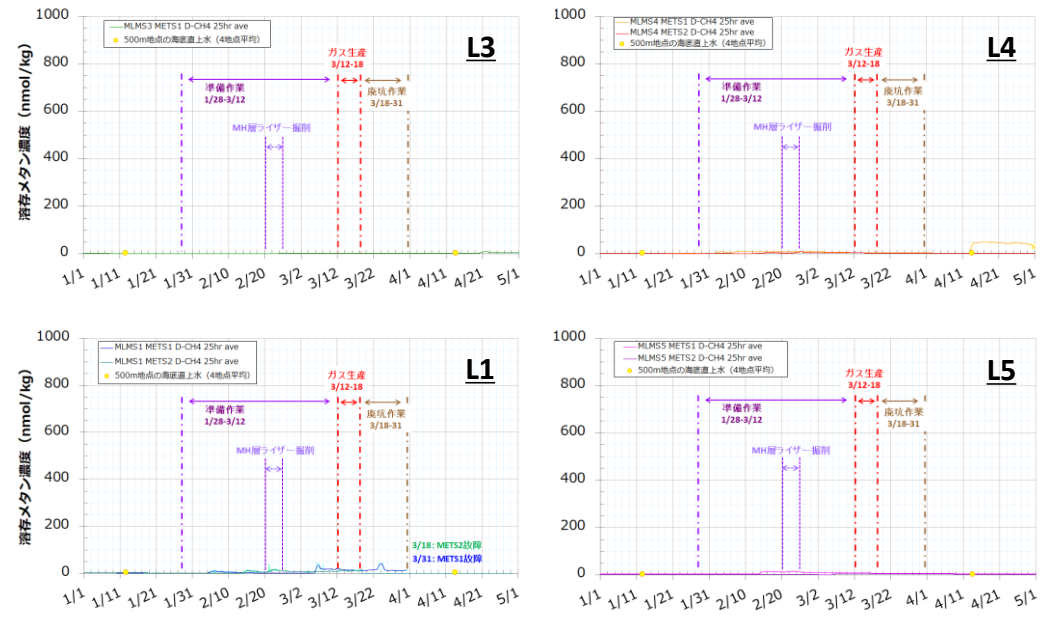 溶存メタン濃度 (nmol/kg)
1000
800
600
400
200
0
MLMS3 METS1 D-CH4 25hr ave
500m地点の海底直上水（4地点平均）
L3
ガス生産
3/12-18
準備作業
1/28-3/12
廃坑作業
3/18-31
MH層ライザー掘削
1/1 1/11 1/21 1/31 2/10 2/20 3/2 3/12 3/22 4/1 4/11 4/21 5/1
1000
800
600
400
200
0
MLMS4 METS1 D-CH4 25hr ave
MLMS4 METS2 D-CH4 25hr ave
500m地点の海底直上水（4地点平均）
L4
ガス生産
3/12-18
準備作業
1/28-3/12
廃坑作業
3/18-31
MH層ライザー掘削
1/1 1/11 1/21 1/31 2/10 2/20 3/2 3/12 3/22 4/1 4/11 4/21 5/1
溶存メタン濃度 (nmol/kg)
1000
800
600
400
200
0
MLMS1 METS1 D-CH4 25hr ave
MLMS1 METS2 D-CH4 25hr ave
500m地点の海底直上水（4地点平均）
L1
ガス生産
3/12-18
準備作業
1/28-3/12
廃坑作業
3/18-31
MH層ライザー掘削
3/18: METS2故障
3/31: METS1故障
1/1 1/11 1/21 1/31 2/10 2/20 3/2 3/12 3/22 4/1 4/11 4/21 5/1
1000
800
600
400
200
0
MLMS5 METS1 D-CH4 25hr ave
MLMS5 METS2 D-CH4 25hr ave
500m地点の海底直上水（4地点平均）
L5
ガス生産
3/12-18
準備作業
1/28-3/12
廃坑作業
3/18-31
MH層ライザー掘削
1/1 1/11 1/21 1/31 2/10 2/20 3/2 3/12 3/22 4/1 4/11 4/21 5/1